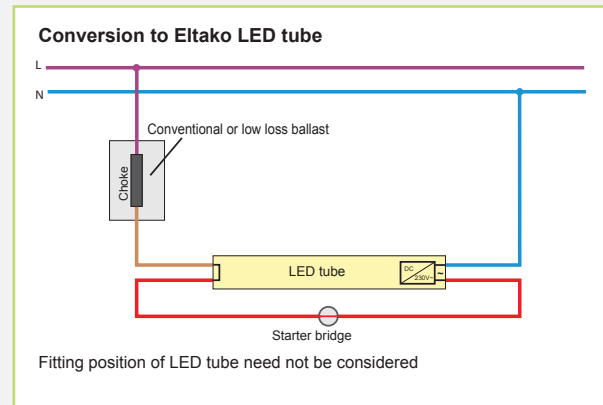 Conversion to Eltako LED tube
L
N
Conventional or low loss ballast
Choke
LED tube
DC
230V~
~
Starter bridge
Fitting position of LED tube need not be considered